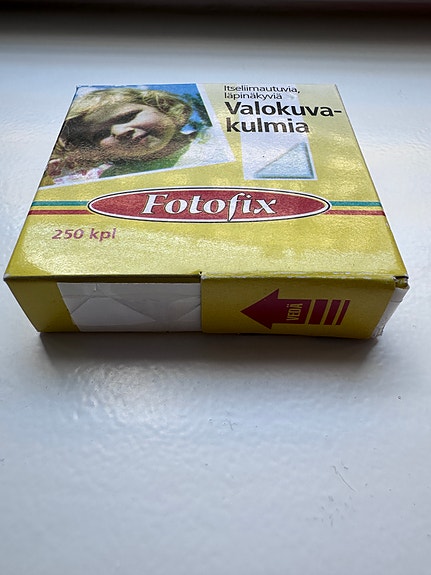 Itseliimautuvia,
läpinäkyviä
Valokuva-
kulmia
Fotofix
250 kpl
VEDÄ